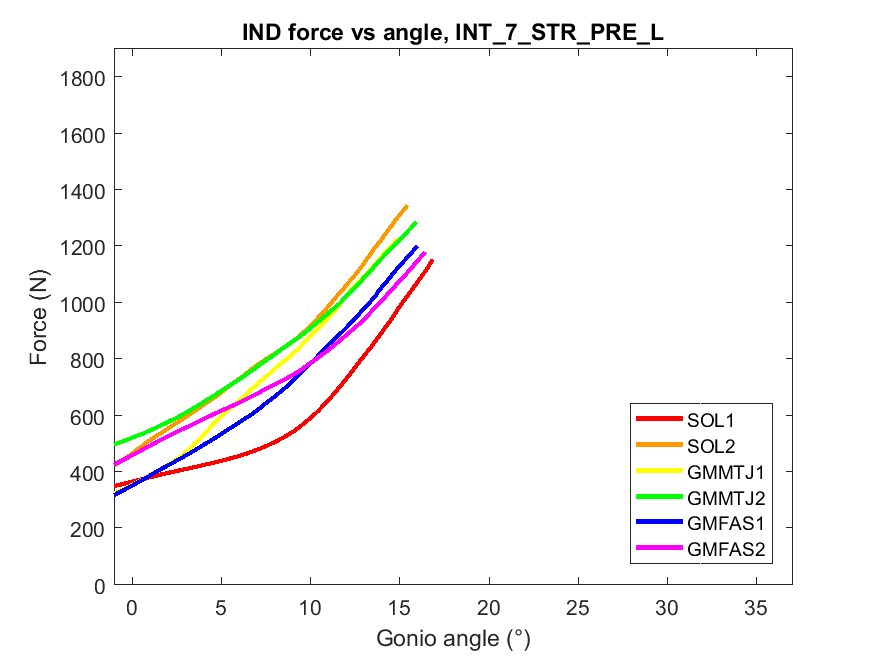 IND force vs angle, INT_7_STR_PRE_L
Force (N)
1800
1600
1400
1200
1000
800
600
400
200
0
0 5 10 15 20 25 30 35
Gonio angle (°)
SOL1
SOL2
GMMTJ1
GMMTJ2
GMFAS1
GMFAS2